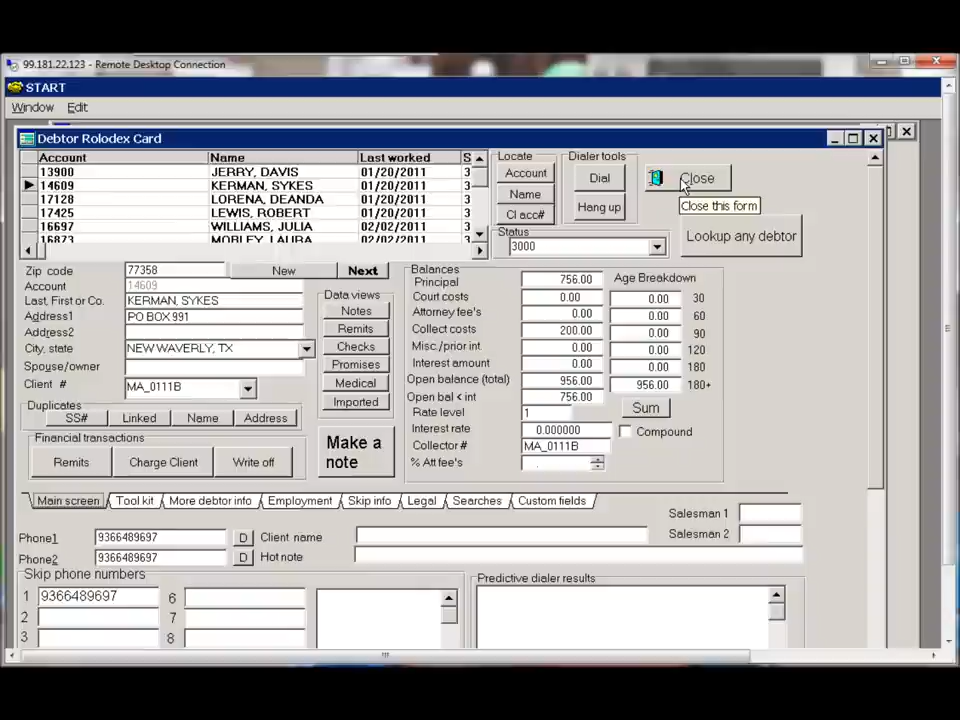 99.181.22.123 - Remote Desktop Connection
START
Window Edit
Debtor Rolodex Card
Account Name Last worked S
13900 JERRY, DAVIS 01/20/2011 3
14609 KERMAN, SYKES 01/20/2011 3
17128 LORENA, DEANDA 01/20/2011 3
17425 LEWIS, ROBERT 01/20/2011 3
16697 WILLIAMS, JULIA 02/02/2011 3
16873 MORLEY, LAURA 02/02/2011 3
Locate
Account
Name
Cl acc#
Dialer tools
Dial
Hang up
Close
Close this form
Status
3000
Lookup any debtor
Zip code 77358 New Next
Account 14609
Last, First or Co. KERMAN, SYKES
Address1 PO BOX 991
Address2
City, state NEW WAVERLY, TX
Spouse/owner
Client # MA_0111B
Duplicates
SS# Linked Name Address
Financial transactions
Remits Charge Client Write off
Data views
Notes
Remits
Checks
Promises
Medical
Imported
Make a
note
Balances
Principal 756.00
Court costs 0.00
Attorney fee's 0.00
Collect costs 200.00
Misc./prior int 0.00
Interest amount 0.00
Open balance (total) 956.00
Open bal < int 756.00
Rate level 1
Interest rate 0.000000
Collector # MA_0111B
% Att fee's .
Age Breakdown
0.00 30
0.00 60
0.00 90
0.00 120
0.00 180
956.00 180+
Sum
Compound
Main screen Tool kit More debtor info Employment Skip info Legal Searches Custom fields
Salesman 1
Salesman 2
Phone1 9366489697 D Client name
Phone2 9366489697 D Hot note
Skip phone numbers
1 9366489697 6
2 7
3 8
Predictive dialer results